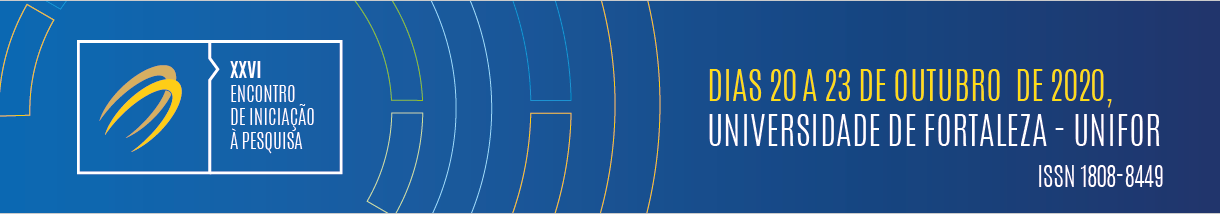 XXVI
ENCONTRO
DE INICIAÇÃO
À PESQUISA
DIAS 20 A 23 DE OUTUBRO DE 2020,
UNIVERSIDADE DE FORTALEZA - UNIFOR
ISSN 1808-8449